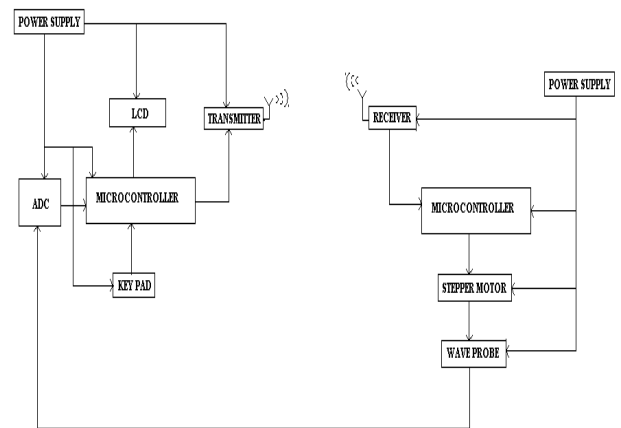 POWER SUPPLY
LCD
TRANSMITTER
ADC
MICROCONTROLLER
KEY PAD
POWER SUPPLY
RECEIVER
MICROCONTROLLER
STEPPER MOTOR
WAVE PROBE